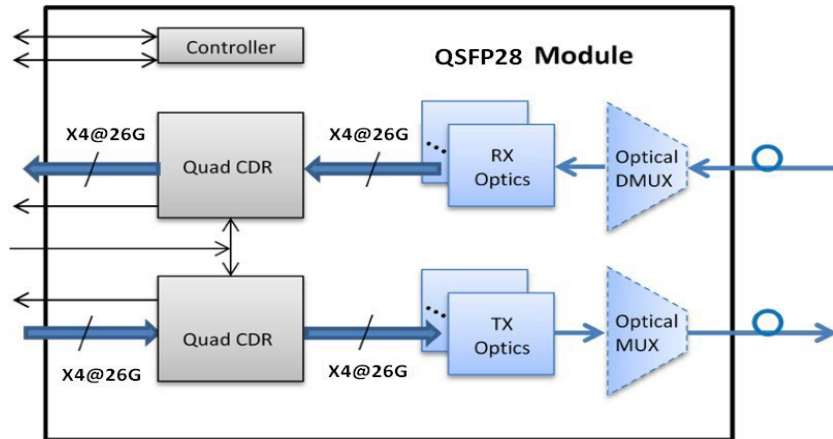 Controller
QSFP28 Module
X4@26G
X4@26G
Quad CDR
RX
Optics
Optical
DMUX
Quad CDR
TX
Optics
Optical
MUX
X4@26G
X4@26G